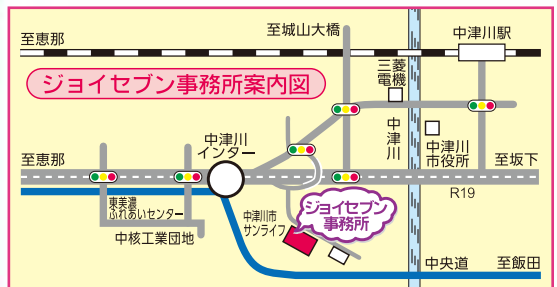 至恵那
至城山大橋
中津川駅
ジョイセブン事務所案内図
三菱
電機
中津川
中津川
市役所
中津川
インター
至恵那
至坂下
R19
東美濃
ふれあいセンター
中核工業団地
中津川市
サンライフ
ジョイセブン
事務所
中央道
至飯田